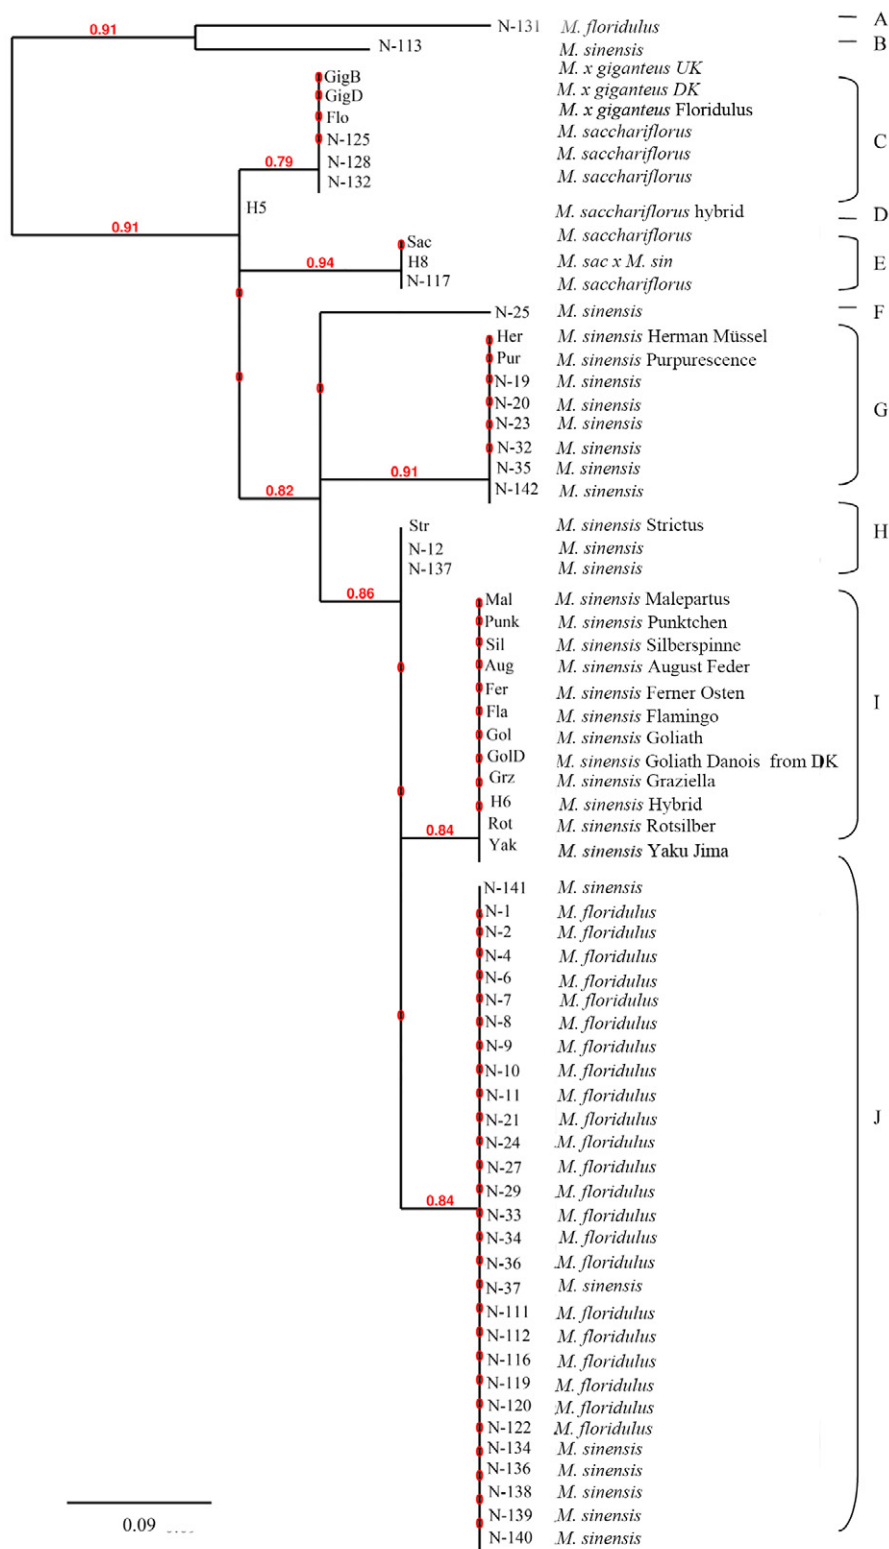 0.91
N-131 M. floridulus A
N-113 M. sinensis B
M. x giganteus UK
GigB M. x giganteus DK
GigD M. x giganteus Floridulus
Flo M. sacchariflorus
N-125 M. sacchariflorus C
0.79 N-128 M. sacchariflorus
N-132
H5 M. sacchariflorus hybrid D
0.91
Sac M. sacchariflorus
0.94 H8 M. sac x M. sin E
N-117 M. sacchariflorus
N-25 M. sinensis F
Her M. sinensis Herman Müssel
Pur M. sinensis Purpurescence
N-19 M. sinensis
N-20 M. sinensis G
N-23 M. sinensis
N-32 M. sinensis
0.91 N-35 M. sinensis
0.82 N-142 M. sinensis
Str M. sinensis Strictus H
N-12 M. sinensis
N-137 M. sinensis
0.86
Mal M. sinensis Malepartus
Punk M. sinensis Punktchen
Sil M. sinensis Silberspinne
Aug M. sinensis August Feder
Fer M. sinensis Ferner Osten I
Fla M. sinensis Flamingo
Gol M. sinensis Goliath
GolD M. sinensis Goliath Danois from DK
Grz M. sinensis Graziella
H6 M. sinensis Hybrid
0.84 Rot M. sinensis Rotsilber
Yak M. sinensis Yaku Jima
N-141 M. sinensis
N-1 M. floridulus
N-2 M. floridulus
N-4 M. floridulus
N-6 M. floridulus
N-7 M. floridulus
N-8 M. floridulus
N-9 M. floridulus
N-10 M. floridulus
N-11 M. floridulus
N-21 M. floridulus J
N-24 M. floridulus
N-27 M. floridulus
0.84 N-29 M. floridulus
N-33 M. floridulus
N-34 M. floridulus
N-36 M. floridulus
N-37 M. sinensis
N-111 M. floridulus
N-112 M. floridulus
N-116 M. floridulus
N-119 M. floridulus
N-120 M. floridulus
N-122 M. floridulus
N-134 M. sinensis
N-136 M. sinensis
N-138 M. sinensis
N-139 M. sinensis
N-140 M. sinensis
0.09